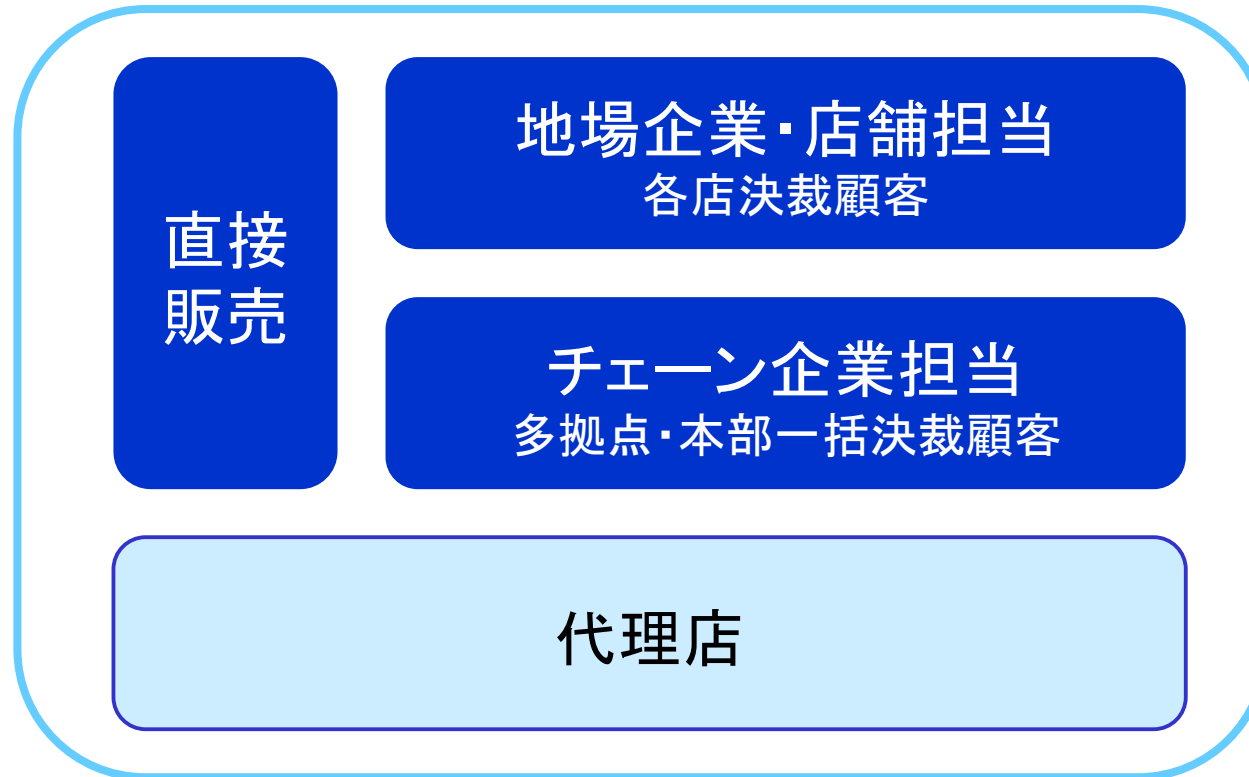 直接
販売
地場企業・店舗担当
各店決裁顧客
チェーン企業担当
多拠点・本部一括決裁顧客
代理店